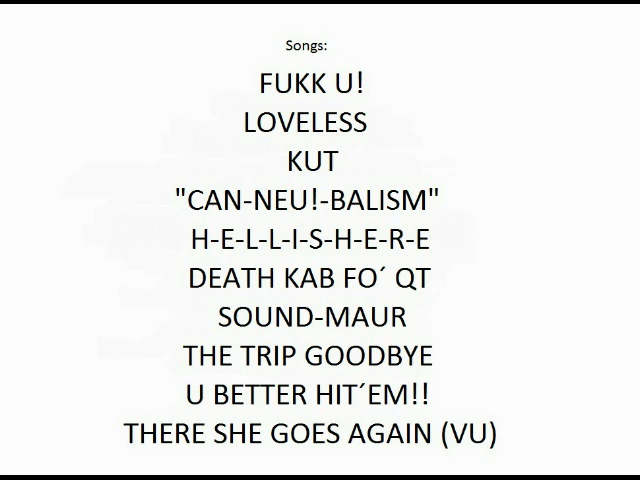 Songs:
FUKK U!
LOVELESS
KUT
"CAN-NEU!-BALISM"
H-E-L-L-I-S-H-E-R-E
DEATH KAB FO´ QT
SOUND-MAUR
THE TRIP GOODBYE
U BETTER HIT´EM!!
THERE SHE GOES AGAIN (VU)